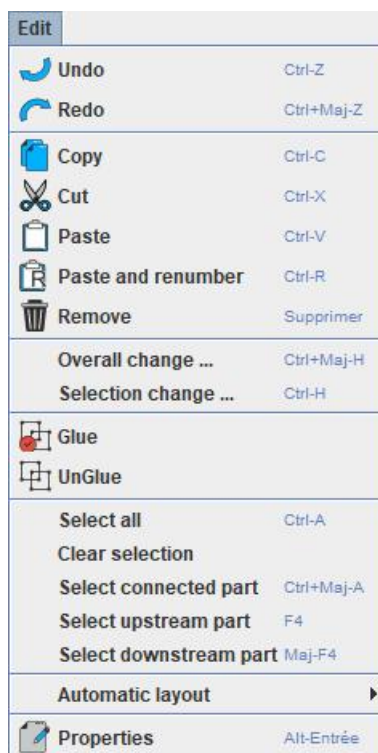 Edit
Undo Ctrl-Z
Redo Ctrl+Maj-Z
Copy Ctrl-C
Cut Ctrl-X
Paste Ctrl-V
Paste and renumber Ctrl-R
Remove Supprimer
Overall change ... Ctrl+Maj-H
Selection change ... Ctrl-H
Glue
UnGlue
Select all Ctrl-A
Clear selection
Select connected part Ctrl+Maj-A
Select upstream part F4
Select downstream part Maj-F4
Automatic layout
Properties Alt-Entrée